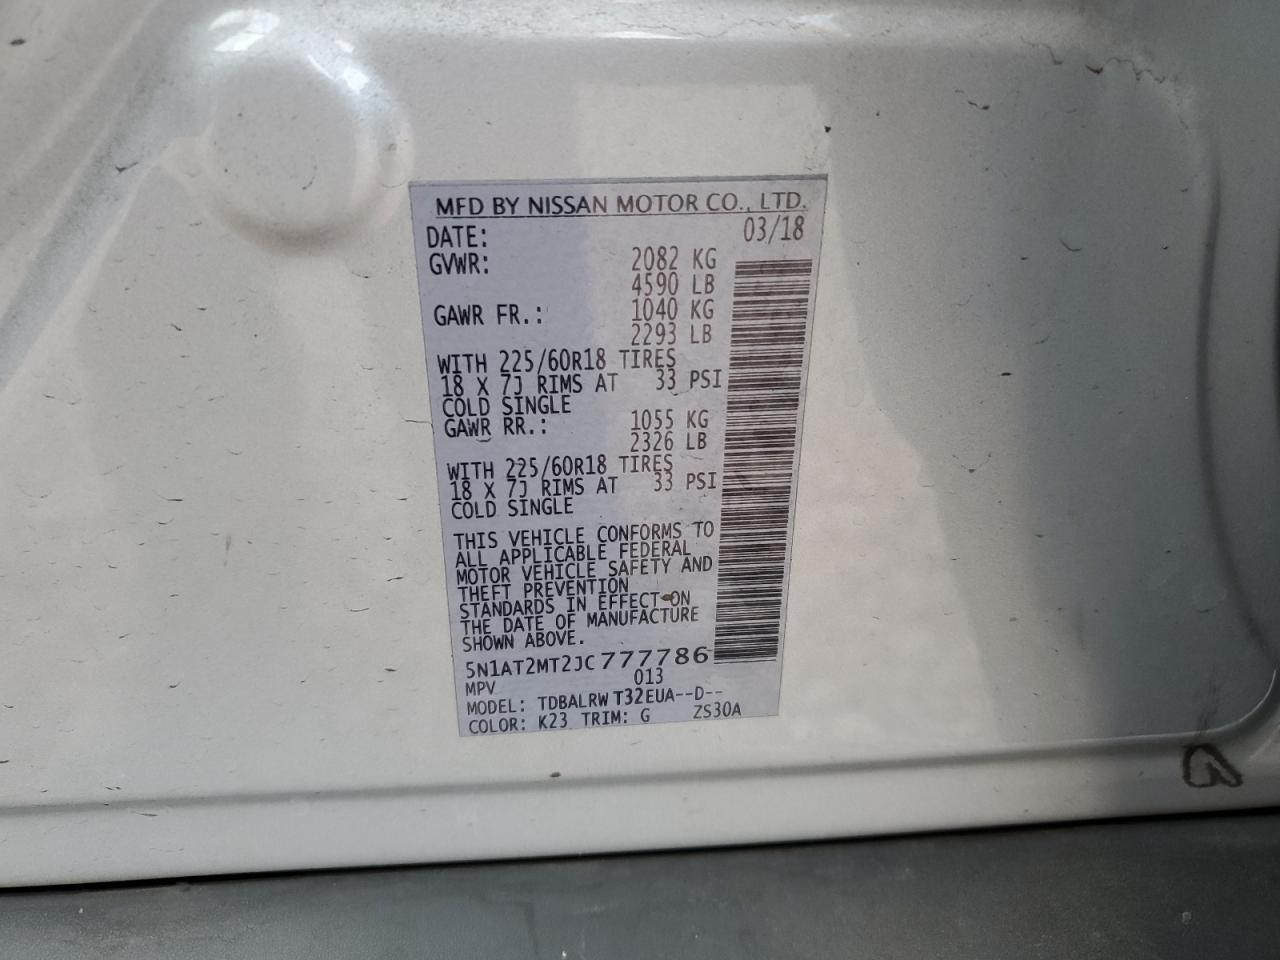 MFD BY NISSAN MOTOR CO., LTD.
DATE: 03/18
GVWR: 2082 KG
4590 LB
GAWR FR.: 1040 KG
2293 LB
WITH 225/60R18 TIRES
18 X 7J RIMS AT 33 PSI
COLD SINGLE
GAWR RR.: 1055 KG
2326 LB
WITH 225/60R18 TIRES
18 X 7J RIMS AT 33 PSI
COLD SINGLE
THIS VEHICLE CONFORMS TO
ALL APPLICABLE FEDERAL
MOTOR VEHICLE SAFETY AND
THEFT PREVENTION
STANDARDS IN EFFECT ON
THE DATE OF MANUFACTURE
SHOWN ABOVE.
5N1AT2MT2JC777786
MPV 013
MODEL: TDBALRW T32EUA--D--
COLOR: K23 TRIM: G ZS30A